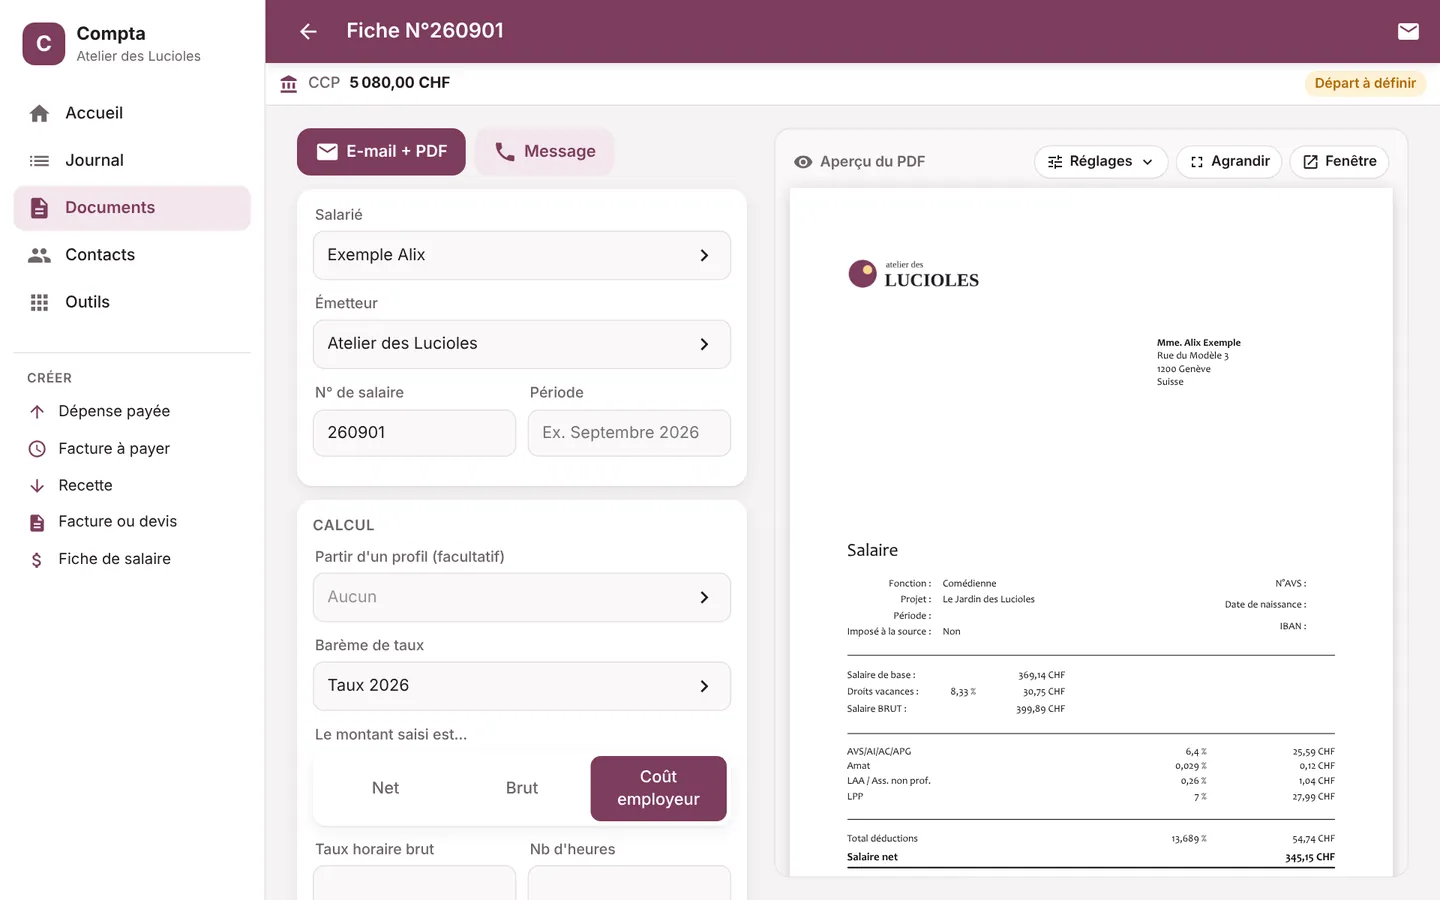 C
Compta
Atelier des Lucioles
Accueil
Journal
Documents
Contacts
Outils
CRÉER
Dépense payée
Facture à payer
Recette
Facture ou devis
Fiche de salaire
Fiche N°260901
CCP 5 080,00 CHF
Départ à définir
E-mail + PDF
Message
Salarié
Exemple Alix
Émetteur
Atelier des Lucioles
N° de salaire
Période
260901
Ex. Septembre 2026
CALCUL
Partir d'un profil (facultatif)
Aucun
Barème de taux
Taux 2026
Le montant saisi est...
Net
Brut
Coût
employeur
Taux horaire brut
Nb d'heures
Aperçu du PDF
Réglages
Agrandir
Fenêtre
atelier des
LUCIOLES
Mme. Alix Exemple
Rue du Modèle 3
1200 Genève
Suisse
Salaire
Fonction : Comédienne
Projet : Le Jardin des Lucioles
Période :
Imposé à la source : Non
N°AVS :
Date de naissance :
IBAN :
Salaire de base : 369,14 CHF
Droits vacances : 8,33 % 30,75 CHF
Salaire BRUT : 399,89 CHF
AVS/AI/AC/APG 6,4 % 25,59 CHF
Amat 0,029 % 0,12 CHF
LAA / Ass. non prof. 0,26 % 1,04 CHF
LPP 7 % 27,99 CHF
Total déductions 13,689 % 54,74 CHF
Salaire net 345,15 CHF